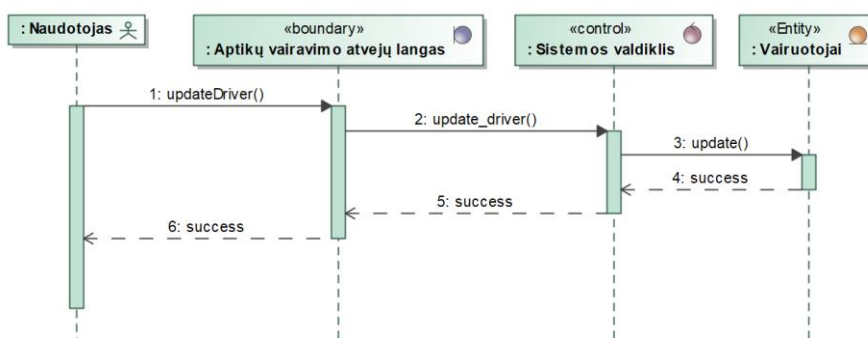 : Naudotojas
«boundary»
: Aptikų vairavimo atvejų langas
«control»
: Sistemos valdiklis
«Entity»
: Vairuotojai
1: updateDriver()
2: update_driver()
3: update()
4: success
5: success
6: success